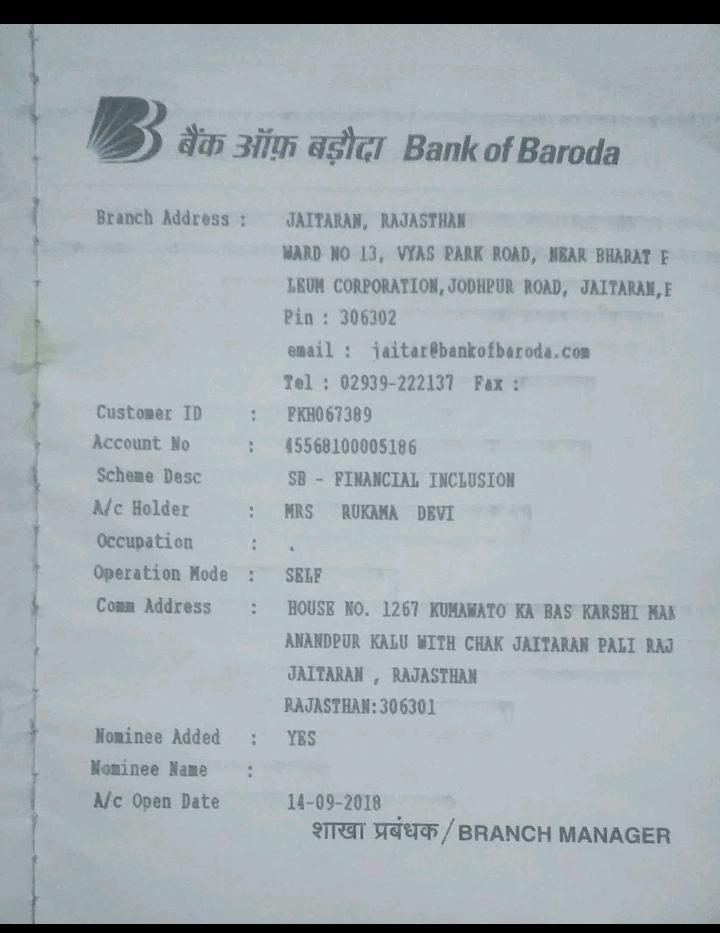 बैंक ऑफ़ बड़ौदा Bank of Baroda
Branch Address : JAITARAN, RAJASTHAN
WARD NO 13, VYAS PARK ROAD, NEAR BHARAT
LEUM CORPORATION,JODHPUR ROAD, JAITARAN,
Pin : 306302
email : jaitar@bankofbaroda.com
Tel : 02939-222137 Fax :
Customer ID : PKH067389
Account No : 45568100005186
Scheme Desc SB - FINANCIAL INCLUSION
A/c Holder : MRS RUKAMA DEVI
Occupation : .
Operation Mode : SELF
Comm Address : HOUSE NO. 1267 KUMAWATO KA BAS KARSHI
ANANDPUR KALU WITH CHAK JAITARAN PALI RAJ
JAITARAN , RAJASTHAN
RAJASTHAN:306301
Nominee Added : YES
Nominee Name :
A/c Open Date 14-09-2018
शाखा प्रबंधक/BRANCH MANAGER